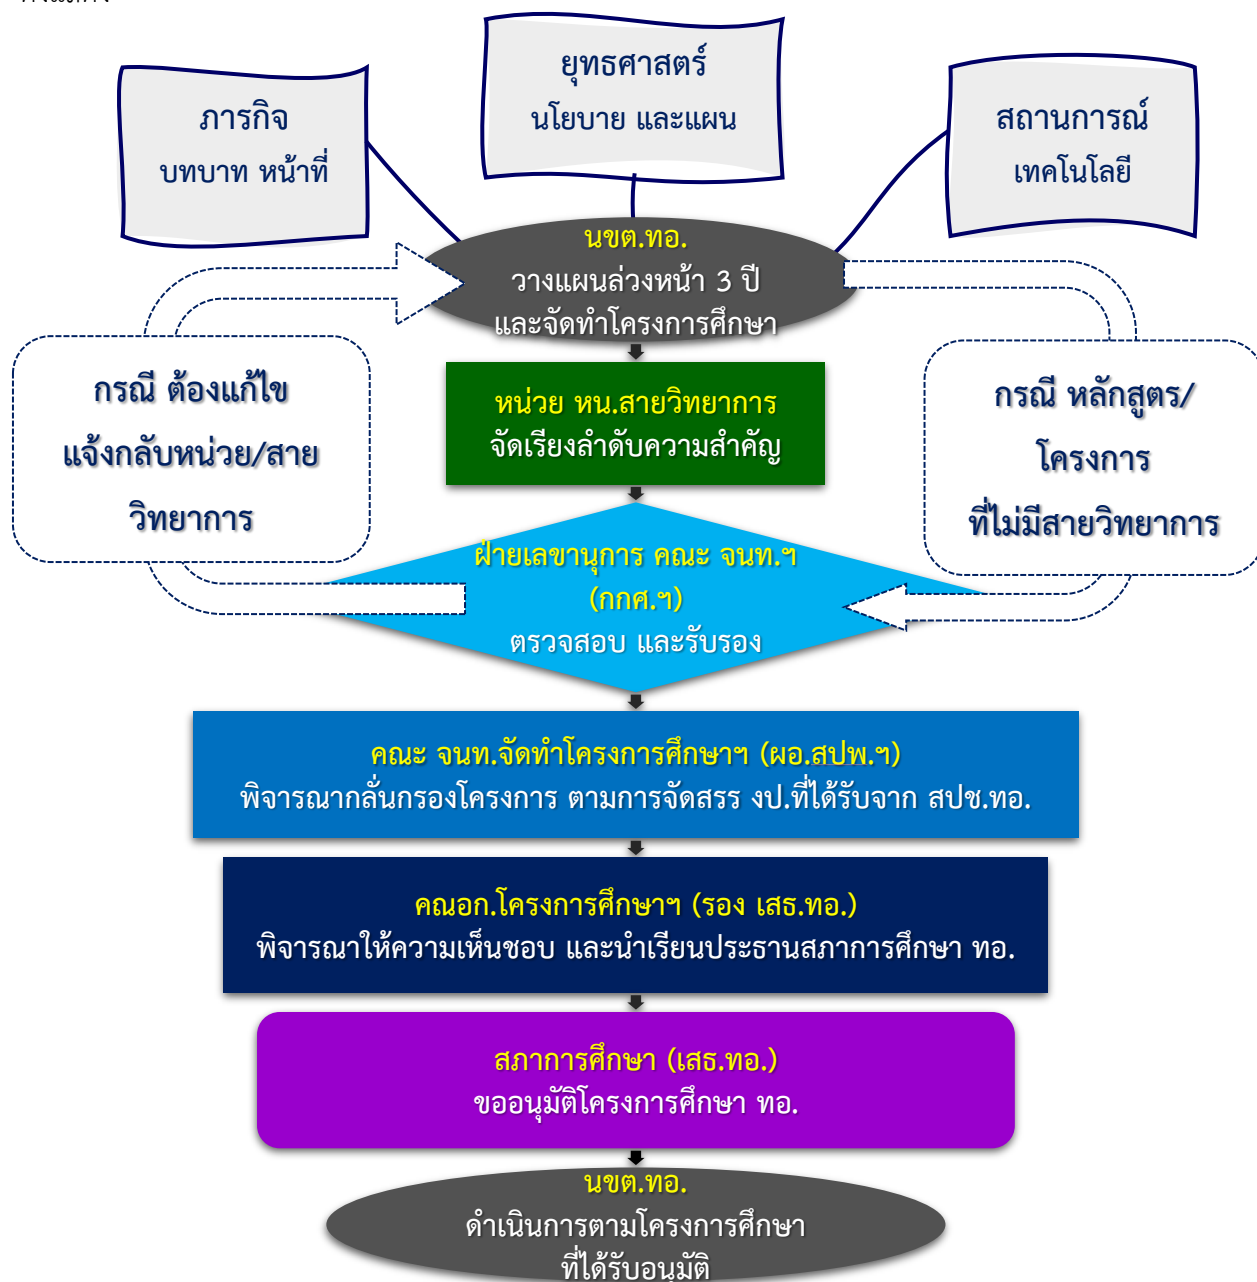 ภารกิจ
บทบาท หน้าที่
ยุทธศาสตร์
นโยบาย และแผน
สถานการณ์
เทคโนโลยี
นขต.ทอ.
วางแผนล่วงหน้า 3 ปี
และจัดทำโครงการศึกษา
กรณี ต้องแก้ไข
แจ้งกลับหน่วย/สาย
วิทยาการ
หน่วย หน.สายวิทยาการ
จัดเรียงลำดับความสำคัญ
กรณี หลักสูตร/
โครงการ
ที่ไม่มีสายวิทยาการ
ฝ่ายเลขานุการ คณะ จนท.ฯ
(กกศ.ฯ)
ตรวจสอบ และรับรอง
คณะ จนท.จัดทำโครงการศึกษาฯ (ผอ.สปพ.ฯ)
พิจารณากลั่นกรองโครงการ ตามการจัดสรร งป.ที่ได้รับจาก สปช.ทอ.
คณอก.โครงการศึกษาฯ (รอง เสธ.ทอ.)
พิจารณาให้ความเห็นชอบ และนำเรียนประธานสภาการศึกษา ทอ.
สภาการศึกษา (เสธ.ทอ.)
ขออนุมัติโครงการศึกษา ทอ.
นขต.ทอ.
ดำเนินการตามโครงการศึกษา
ที่ได้รับอนุมัติ